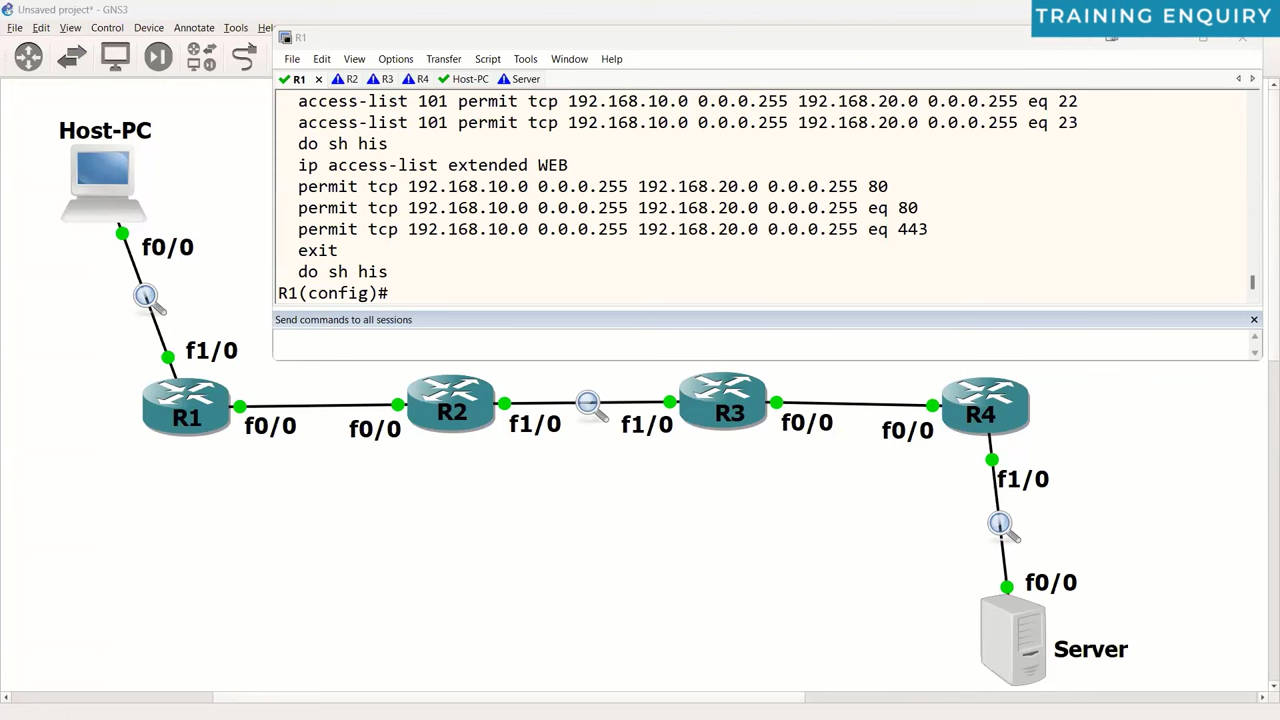 Unsaved project* - GNS3
TRAINING ENQUIRY
File Edit View Control Device Annotate Tools Hel
R1
File Edit View Options Transfer Script Tools Window Help
R1 × R2 R3 R4 Host-PC Server
access-list 101 permit tcp 192.168.10.0 0.0.0.255 192.168.20.0 0.0.0.255 eq 22
access-list 101 permit tcp 192.168.10.0 0.0.0.255 192.168.20.0 0.0.0.255 eq 23
do sh his
ip access-list extended WEB
permit tcp 192.168.10.0 0.0.0.255 192.168.20.0 0.0.0.255 80
permit tcp 192.168.10.0 0.0.0.255 192.168.20.0 0.0.0.255 eq 80
permit tcp 192.168.10.0 0.0.0.255 192.168.20.0 0.0.0.255 eq 443
exit
do sh his
R1(config)#
Send commands to all sessions
Host-PC
f0/0
f1/0
R1
f0/0
f0/0
R2
f1/0
f1/0
R3
f0/0
f0/0
R4
f1/0
f0/0
Server